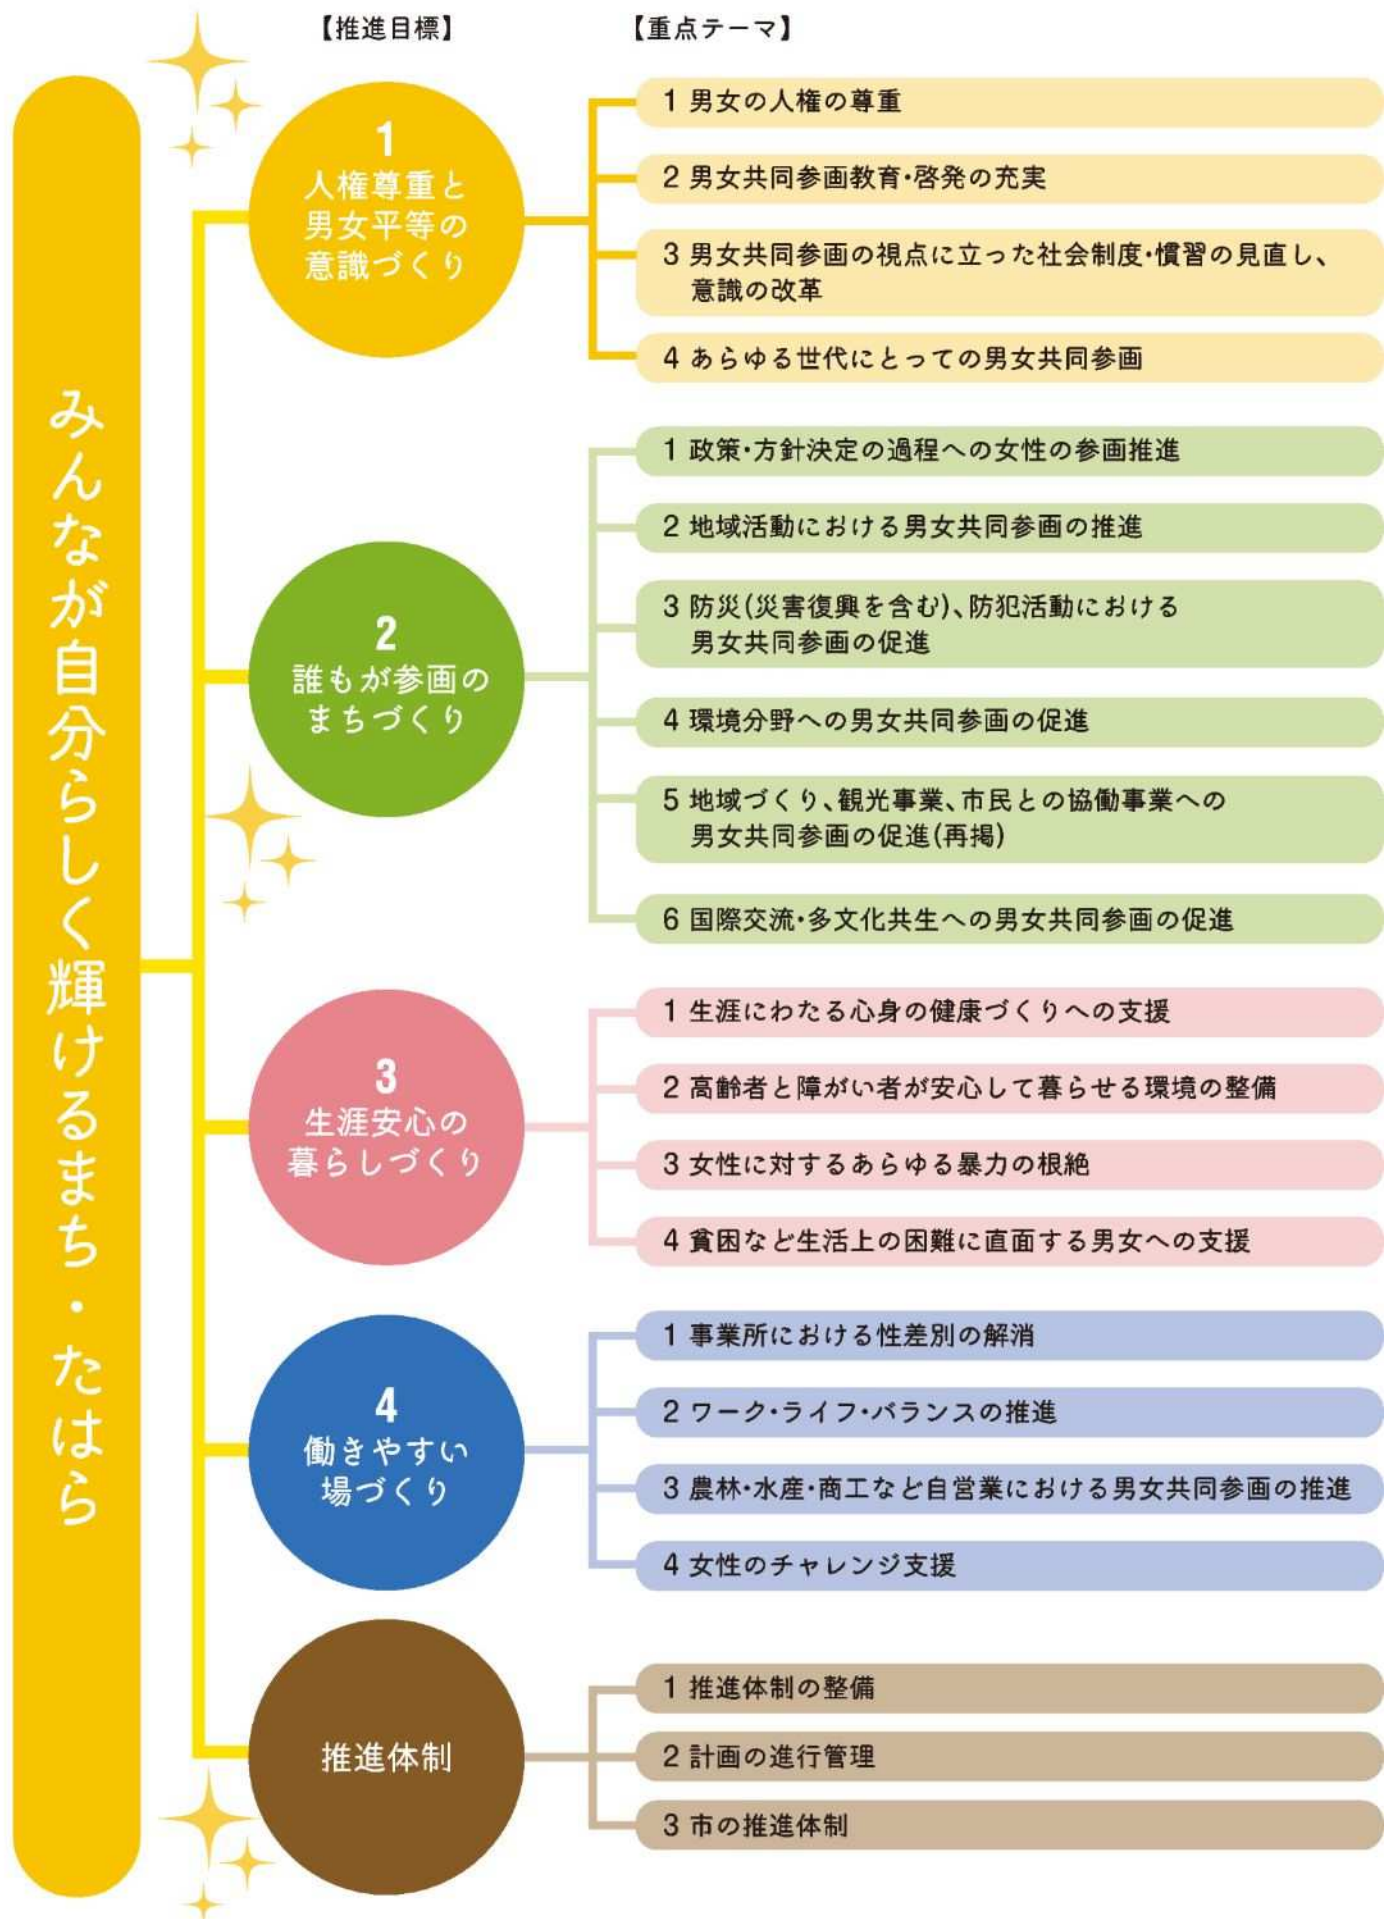 【推進目標】
【重点テーマ】
みんなが自分らしく輝けるまち・たはら
1
人権尊重と
男女平等の
意識づくり
1 男女の人権の尊重
2 男女共同参画教育・啓発の充実
3 男女共同参画の視点に立った社会制度・慣習の見直し、
意識の改革
4 あらゆる世代にとっての男女共同参画
2
誰もが参画の
まちづくり
1 政策・方針決定の過程への女性の参画推進
2 地域活動における男女共同参画の推進
3 防災(災害復興を含む)、防犯活動における
男女共同参画の促進
4 環境分野への男女共同参画の促進
5 地域づくり、観光事業、市民との協働事業への
男女共同参画の促進(再掲)
6 国際交流・多文化共生への男女共同参画の促進
3
生涯安心の
暮らしづくり
1 生涯にわたる心身の健康づくりへの支援
2 高齢者と障がい者が安心して暮らせる環境の整備
3 女性に対するあらゆる暴力の根絶
4 貧困など生活上の困難に直面する男女への支援
4
働きやすい
場づくり
1 事業所における性差別の解消
2 ワーク・ライフ・バランスの推進
3 農林・水産・商工など自営業における男女共同参画の推進
4 女性のチャレンジ支援
推進体制
1 推進体制の整備
2 計画の進行管理
3 市の推進体制